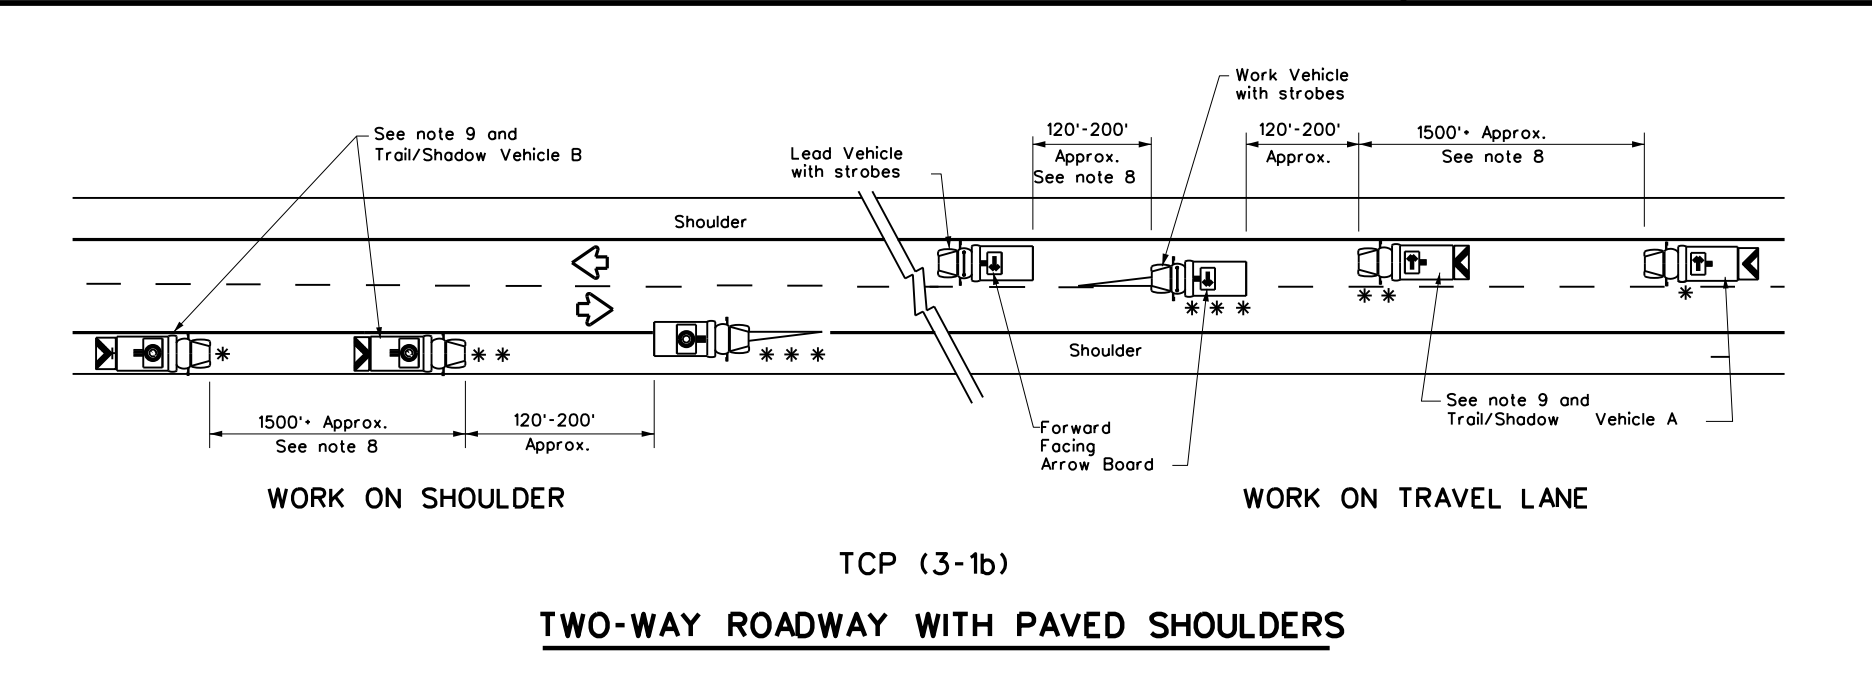 Work Vehicle
with strobes
See note 9 and
Trail/Shadow Vehicle B
Lead Vehicle
with strobes
120'-200'
Approx.
See note 8
120'-200'
Approx.
1500'+ Approx.
See note 8
Shoulder
* * *
* *
*
*
* *
* * *
Shoulder
1500'+ Approx.
See note 8
120'-200'
Approx.
Forward
Facing
Arrow Board
See note 9 and
Trail/Shadow Vehicle A
WORK ON SHOULDER
WORK ON TRAVEL LANE
TCP (3-1b)
TWO-WAY ROADWAY WITH PAVED SHOULDERS